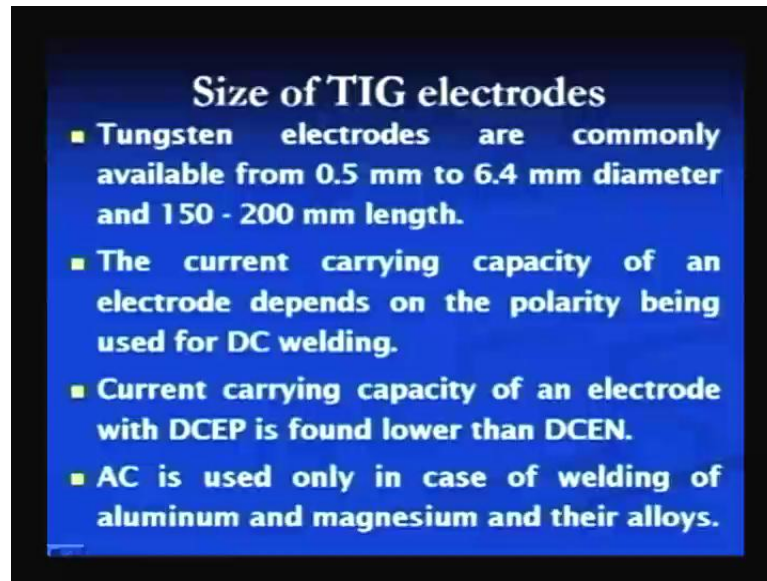 Size of TIG electrodes
Tungsten electrodes are commonly
available from 0.5 mm to 6.4 mm diameter
and 150 - 200 mm length.
The current carrying capacity of an
electrode depends on the polarity being
used for DC welding.
Current carrying capacity of an electrode
with DCEP is found lower than DCEN.
AC is used only in case of welding of
aluminum and magnesium and their alloys.